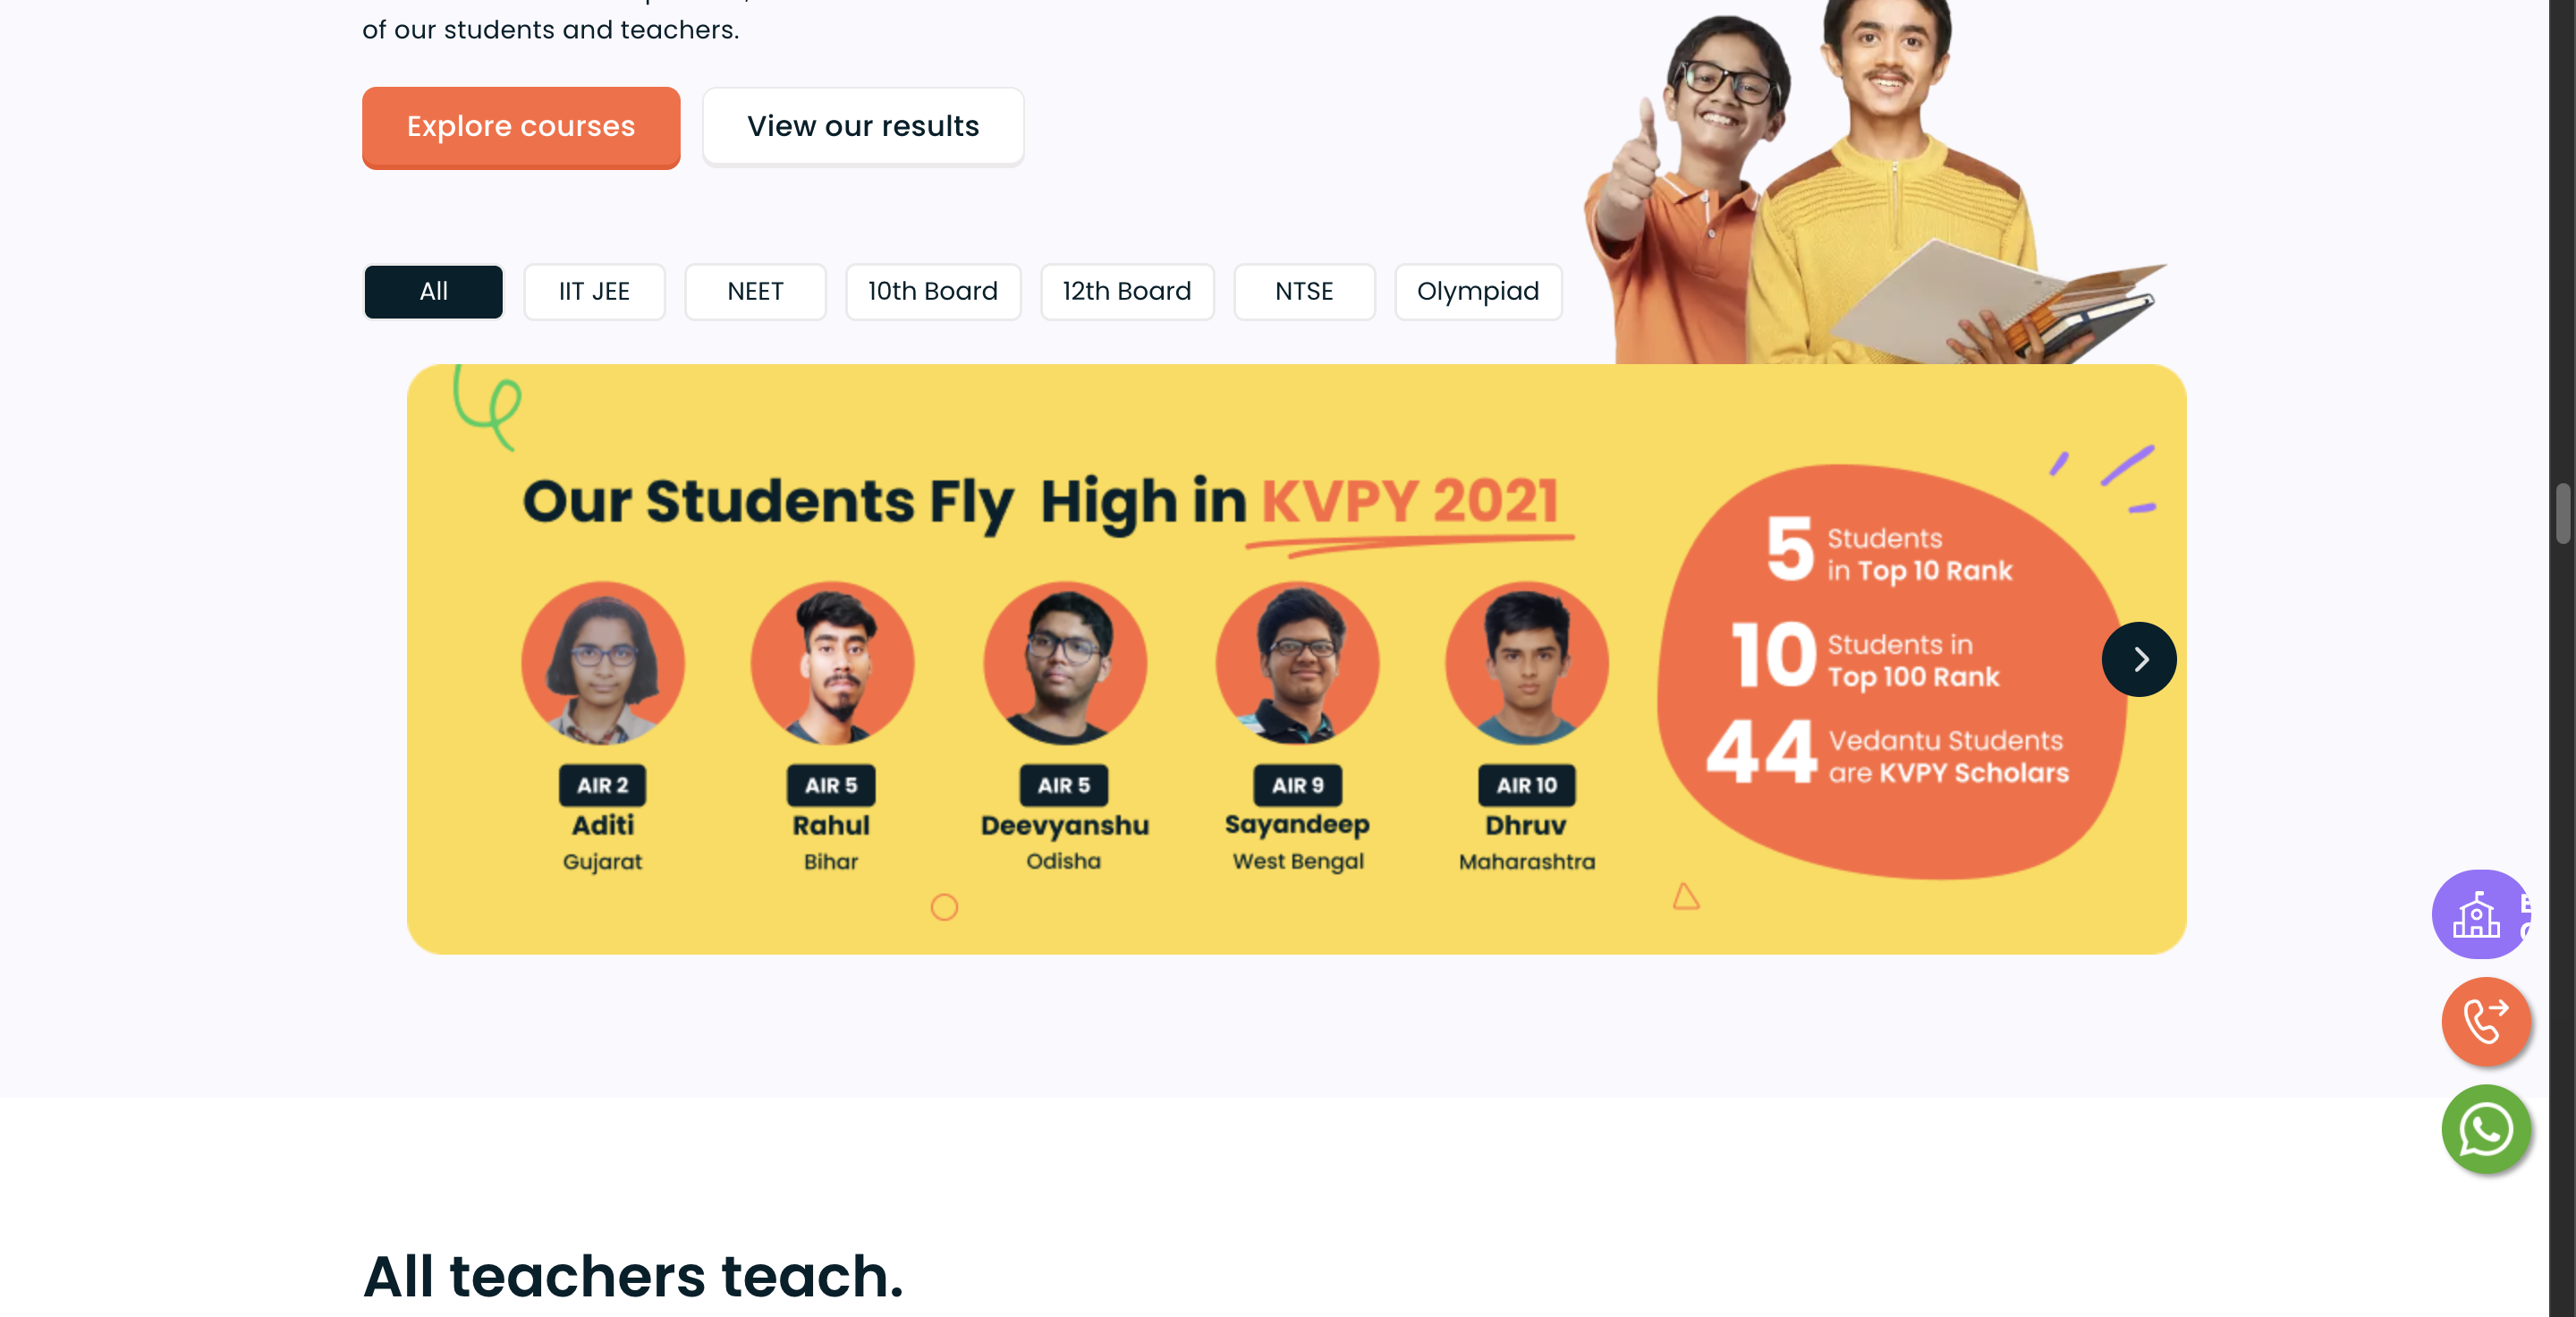 of our students and teachers.
Explore courses
View our results
All
IIT JEE
NEET
10th Board
12th Board
NTSE
Olympiad
Our Students Fly High in KVPY 2021
AIR 2
Aditi
Gujarat
AIR 5
Rahul
Bihar
AIR 5
Deevyanshu
Odisha
AIR 9
Sayandeep
West Bengal
AIR 10
Dhruv
Maharashtra
5 Students
in Top 10 Rank
10 Students in
Top 100 Rank
44 Vedantu Students
are KVPY Scholars
All teachers teach.